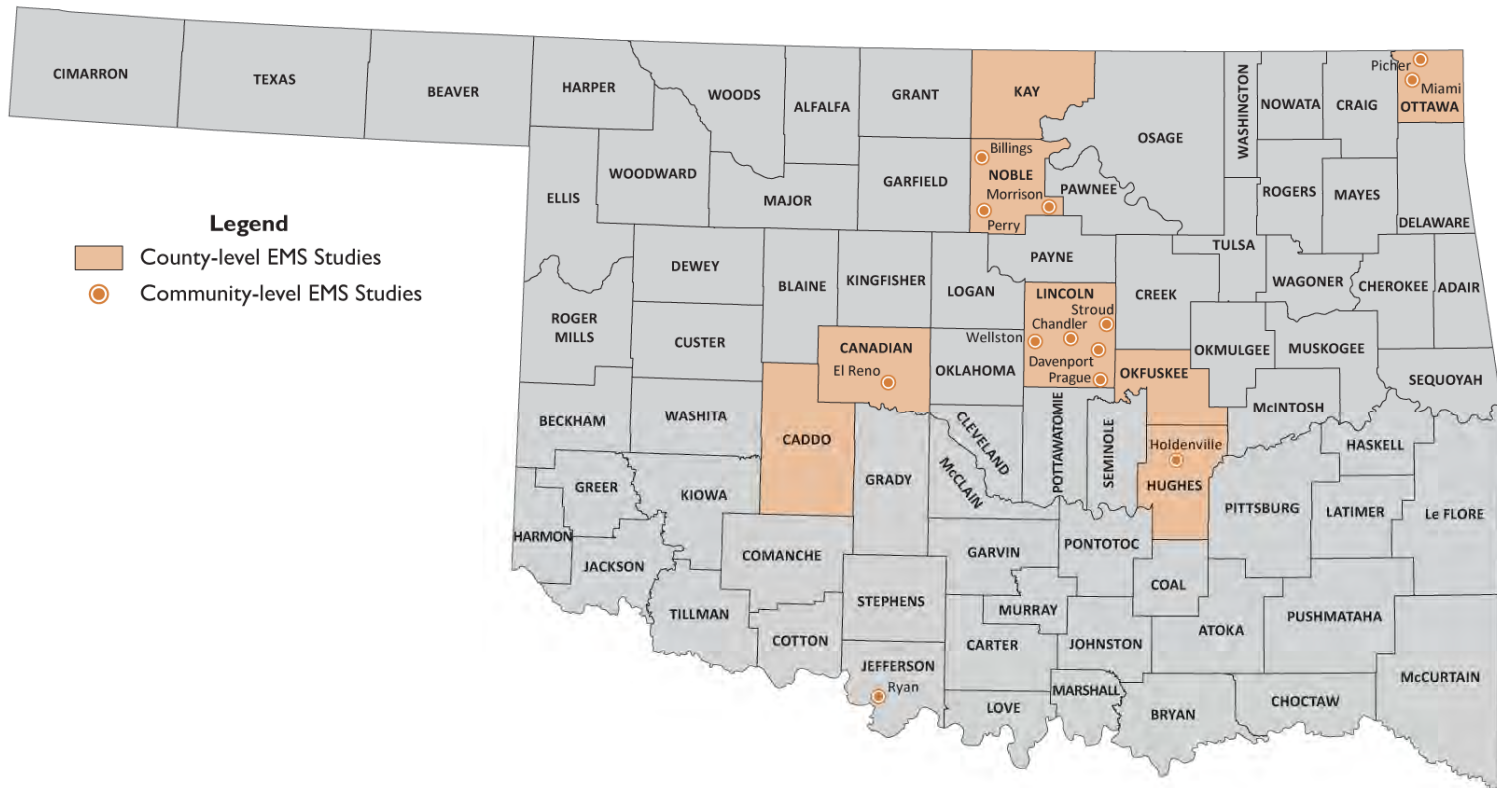 CIMARRON
TEXAS
BEAVER
HARPER
WOODS
ALFALFA
GRANT
KAY
OSAGE
WASHINGTON
NOWATA
CRAIG
Picher
Miami
OTTAWA
ELLIS
WOODWARD
MAJOR
GARFIELD
Billings
NOBLE
Morrison
Perry
PAWNEE
ROGERS
MAYES
DELAWARE
Legend
County-level EMS Studies
Community-level EMS Studies
DEWEY
BLAINE
KINGFISHER
LOGAN
PAYNE
TULSA
CREEK
WAGONER
CHEROKEE
ADAIR
ROGER
MILLS
CUSTER
CANADIAN
El Reno
OKLAHOMA
LINCOLN
Stroud
Chandler
Wellston
Davenport
Prague
OKFUSKEE
OKMULGEE
MUSKOGEE
SEQUOYAH
BECKHAM
WASHITA
CADDO
GRADY
CLEVELAND
McCLAIN
POTTAWATOMIE
SEMINOLE
Holdenville
HUGHES
McINTOSH
HASKELL
PITTSBURG
LATIMER
Le FLORE
GREER
KIOWA
HARMON
JACKSON
COMANCHE
GARVIN
PONTOTOC
COAL
TILLMAN
COTTON
STEPHENS
MURRAY
CARTER
JOHNSTON
ATOKA
PUSHMATAHA
JEFFERSON
Ryan
LOVE
MARSHALL
BRYAN
CHOCTAW
McCURTAIN